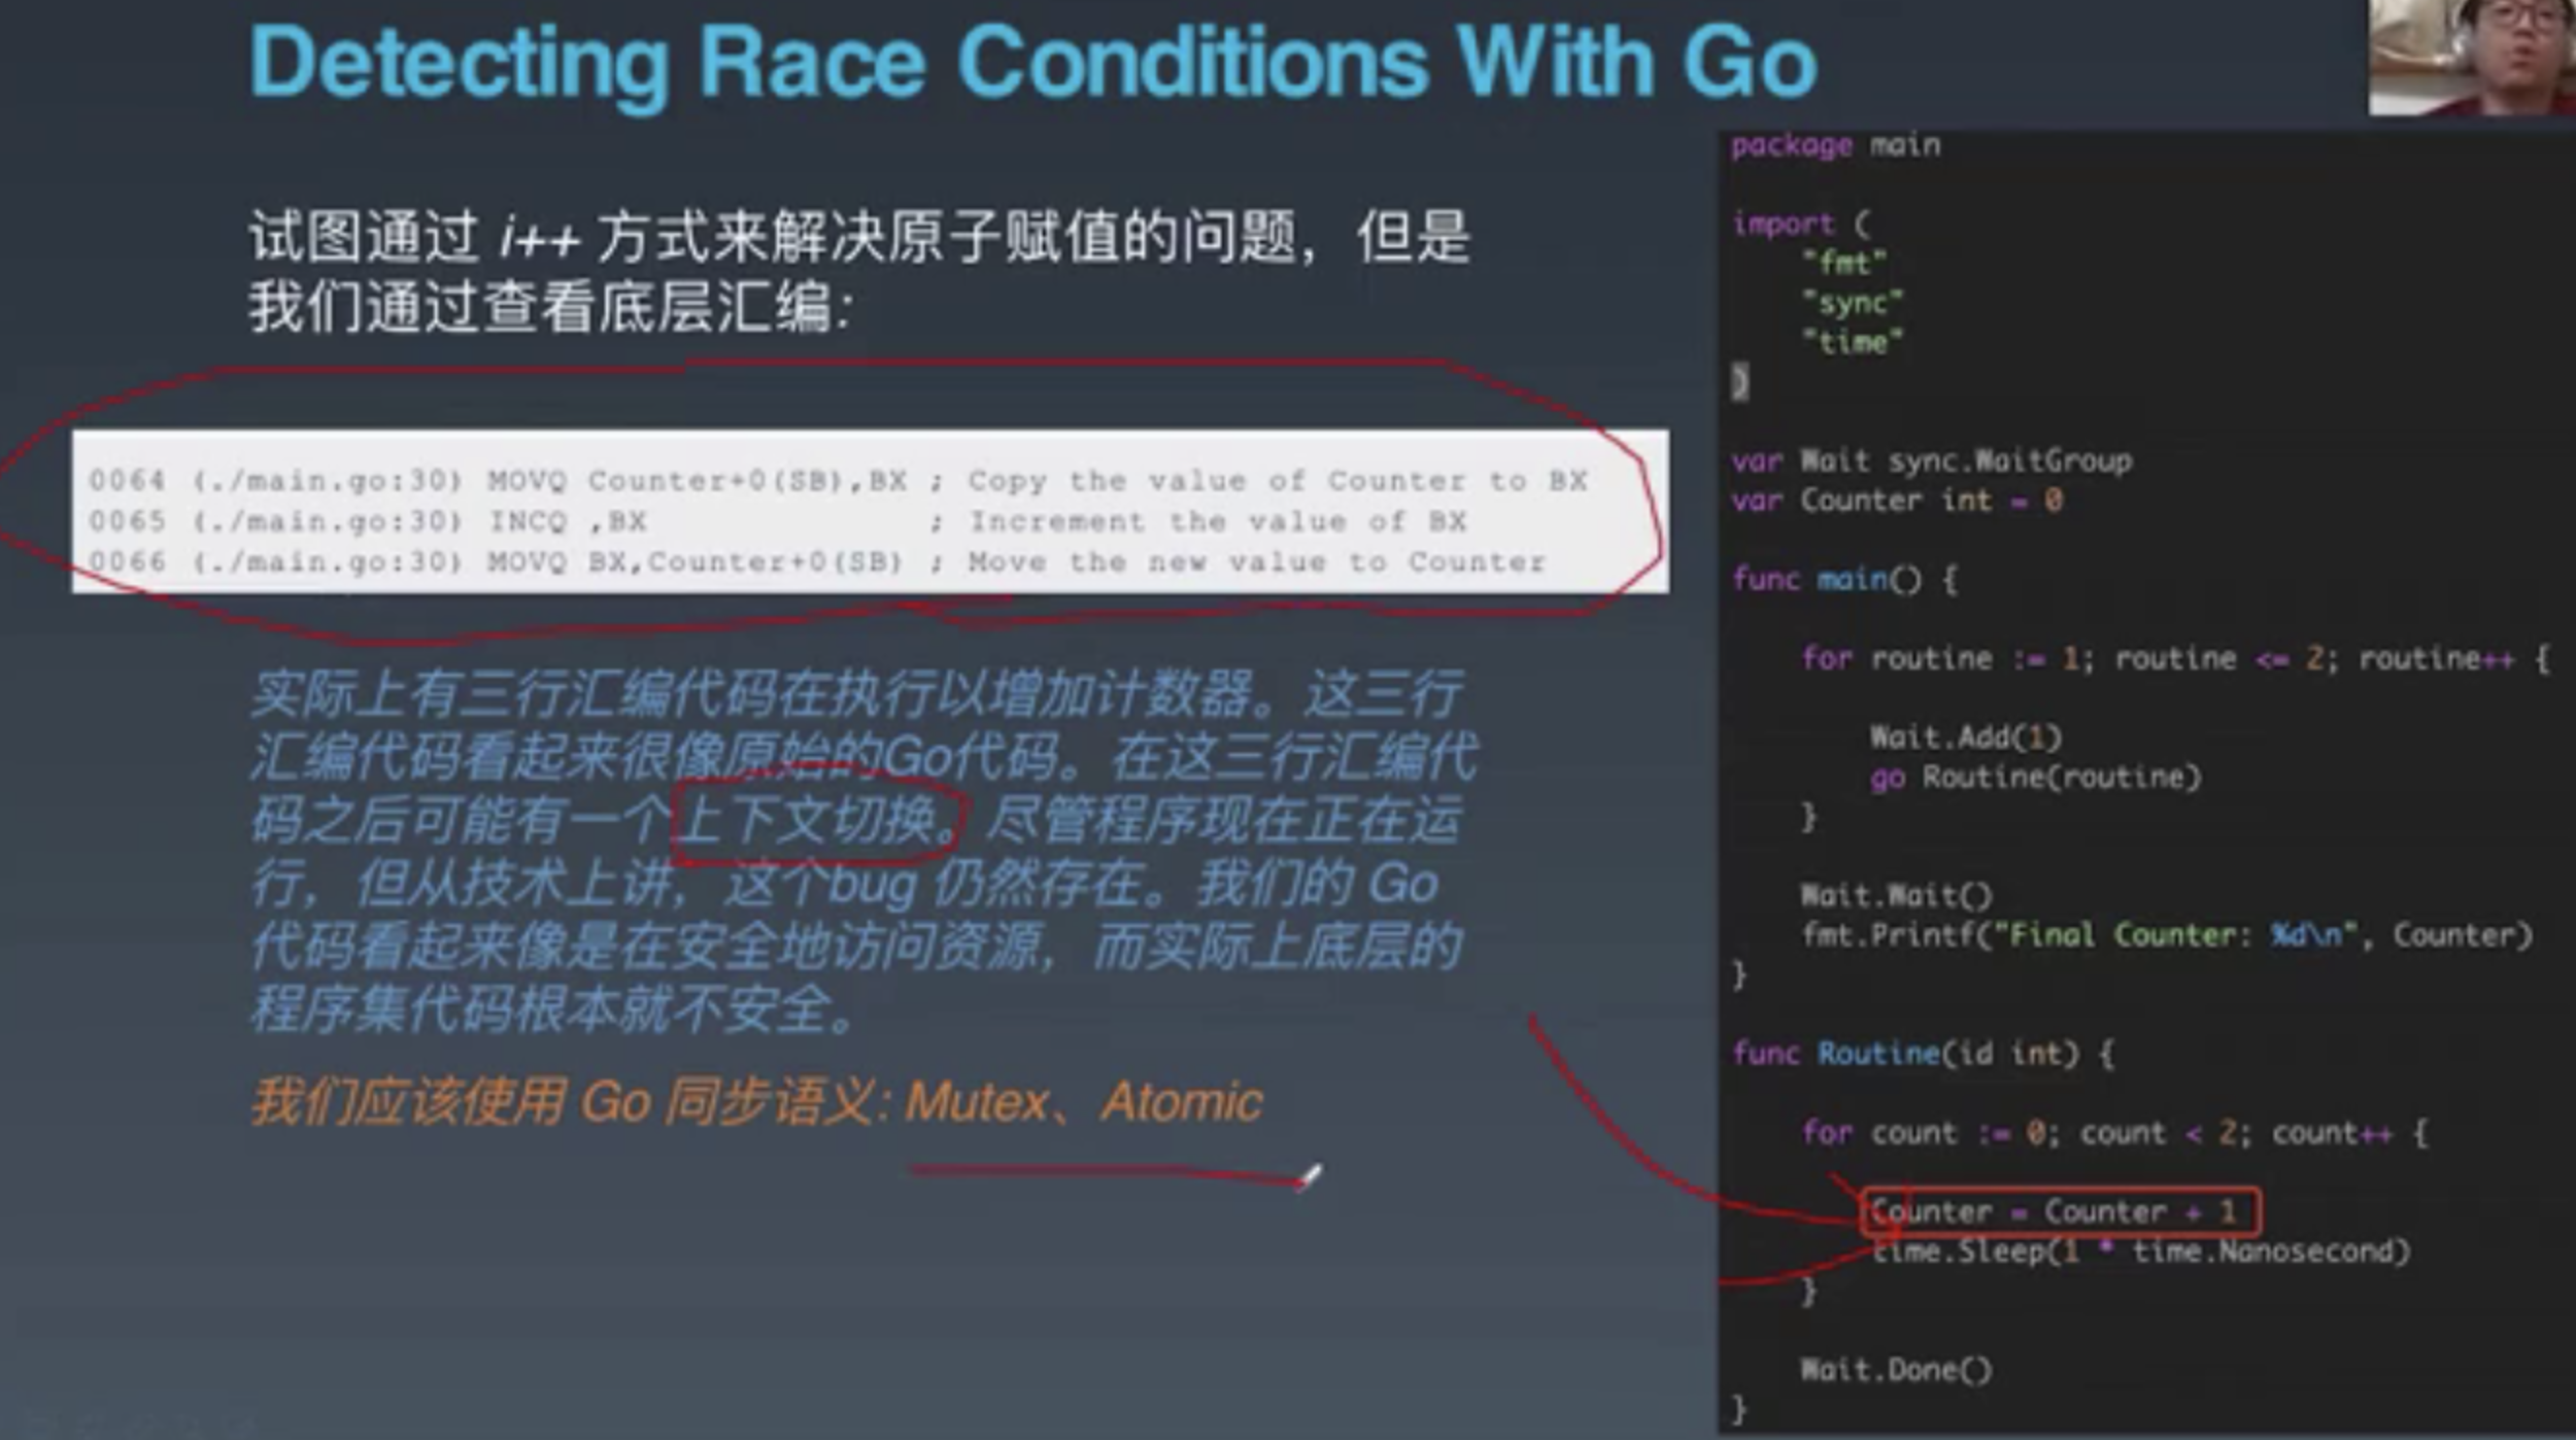 Detecting Race Conditions With Go
试图通过 i++ 方式来解决原子赋值的问题，但是
我们通过查看底层汇编：
0064 (./main.go:30) MOVQ Counter+0(SB),BX ; Copy the value of Counter to BX
0065 (./main.go:30) INCQ ,BX ; Increment the value of BX
0066 (./main.go:30) MOVQ BX,Counter+0(SB) ; Move the new value to Counter
实际上有三行汇编代码在执行以增加计数器。这三行
汇编代码看起来很像原始的Go代码。在这三行汇编代
码之后可能有一个上下文切换。尽管程序现在正在运
行，但从技术上讲，这个bug 仍然存在。我们的 Go
代码看起来像是在安全地访问资源，而实际上底层的
程序集代码根本就不安全。
我们应该使用 Go 同步语义: Mutex、Atomic
package main
import (
"fmt"
"sync"
"time"
)
var Wait sync.WaitGroup
var Counter int = 0
func main() {
for routine := 1; routine <= 2; routine++ {
Wait.Add(1)
go Routine(routine)
}
Wait.Wait()
fmt.Printf("Final Counter: %d\n", Counter)
}
func Routine(id int) {
for count := 0; count < 2; count++ {
Counter = Counter + 1
time.Sleep(1 * time.Nanosecond)
}
Wait.Done()
}